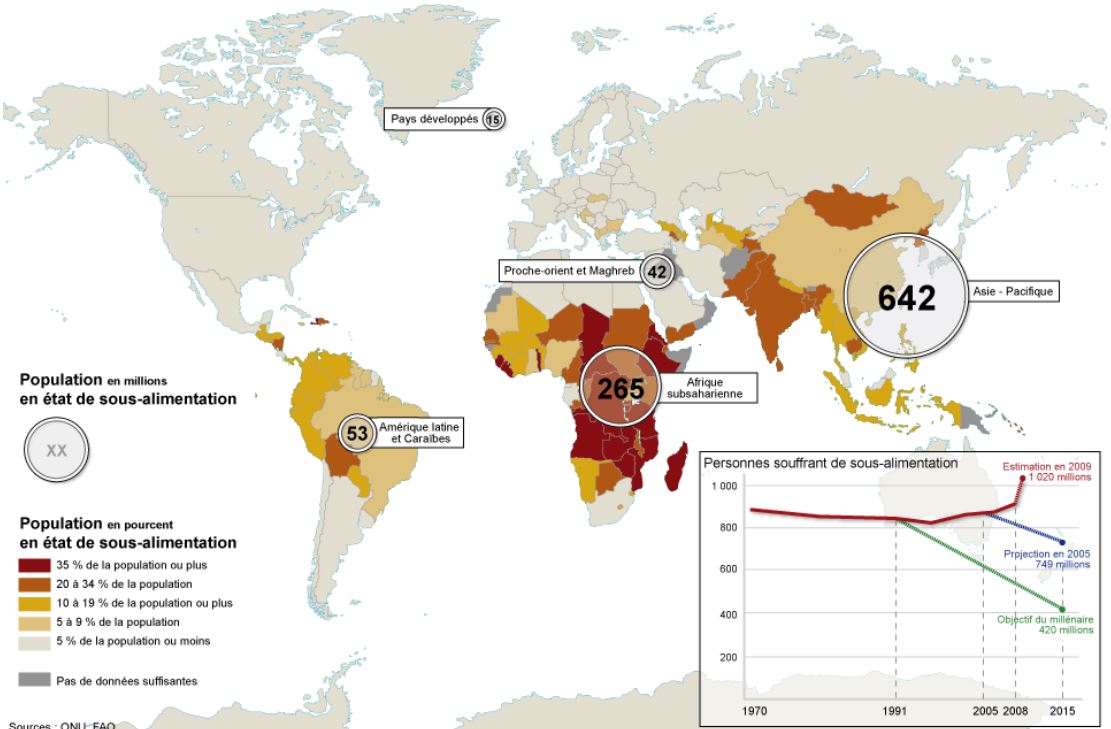 Pays développés 15
Proche-orient et Maghreb 42
642 Asie - Pacifique
265 Afrique
subsaharienne
53 Amérique latine
et Caraïbes
Population en millions
en état de sous-alimentation
XX
Population en pourcent
en état de sous-alimentation
35 % de la population ou plus
20 à 34 % de la population
10 à 19 % de la population ou plus
5 à 9 % de la population
5 % de la population ou moins
Pas de données suffisantes
Sources : ONU, FAO
Personnes souffrant de sous-alimentation
Estimation en 2009
1 020 millions
1 000
800
600
400
200
Projection en 2005
749 millions
Objectif du millénaire
420 millions
1970 1991 2005 2008 2015